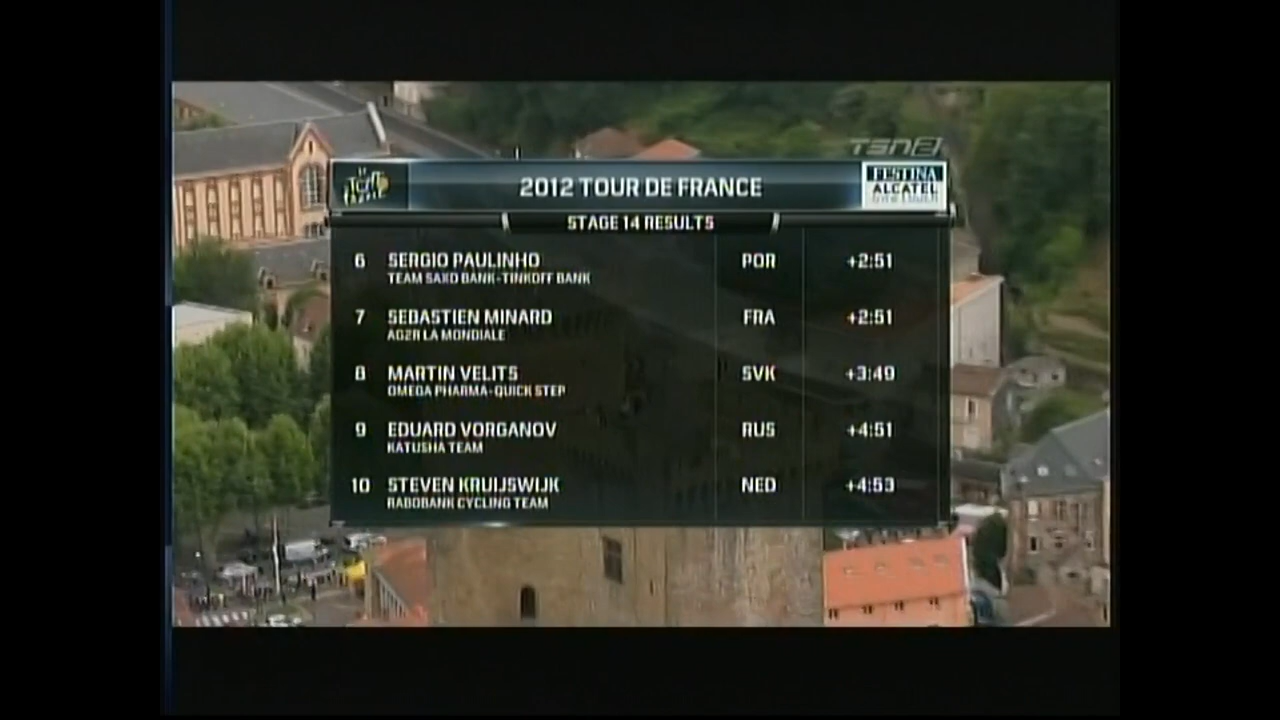 TSN2
LE
TOUR
2012 TOUR DE FRANCE
FESTINA
ALCATEL
STAGE 14 RESULTS
6 SERGIO PAULINHO POR +2:51
TEAM SAXO BANK-TINKOFF BANK
7 SEBASTIEN MINARD FRA +2:51
AG2R LA MONDIALE
8 MARTIN VELITS SVK +3:49
OMEGA PHARMA-QUICK STEP
9 EDUARD VORGANOV RUS +4:51
KATUSHA TEAM
10 STEVEN KRUIJSWIJK NED +4:53
RABOBANK CYCLING TEAM